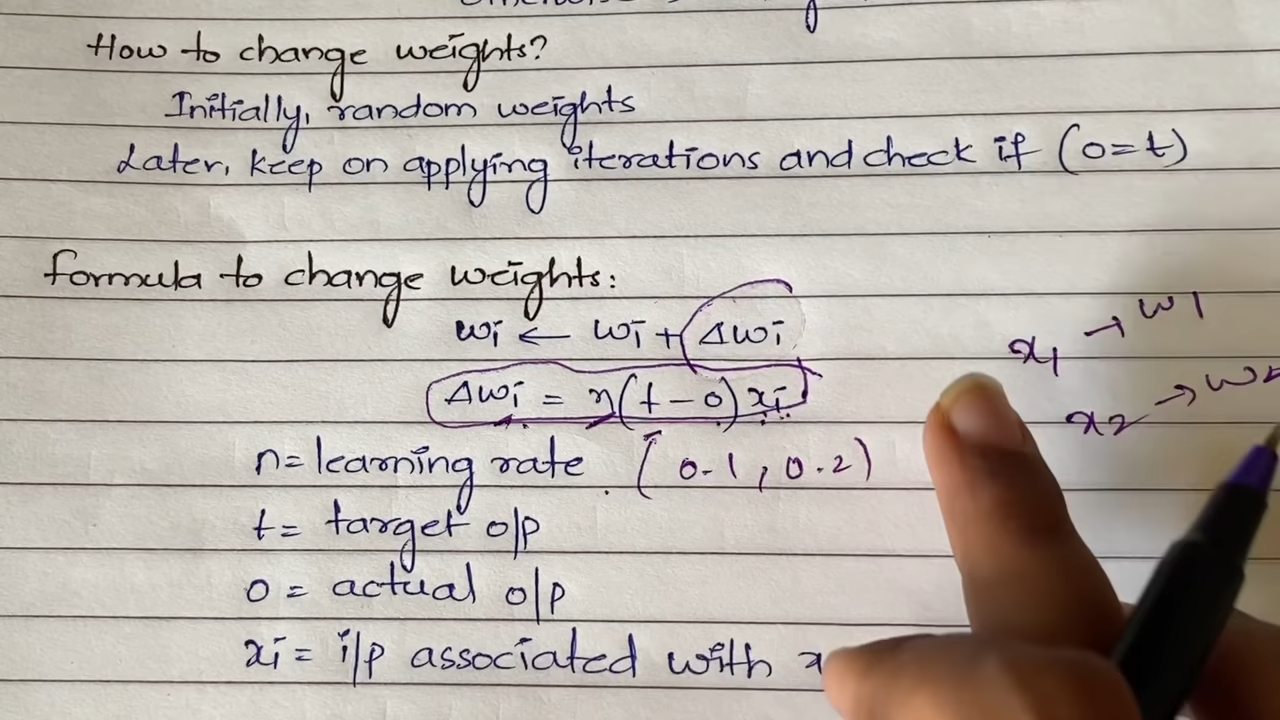 How to change weights?
Initially, random weights
Later, keep on applying iterations and check if (o=t)
formula to change weights:
wi ← wi + Δwi
Δwi = n(t-o) xi
x1 → w1
x2 →
n= learning rate (0.1, 0.2)
t= target o/p
o = actual o/p
xi = i/p associated with